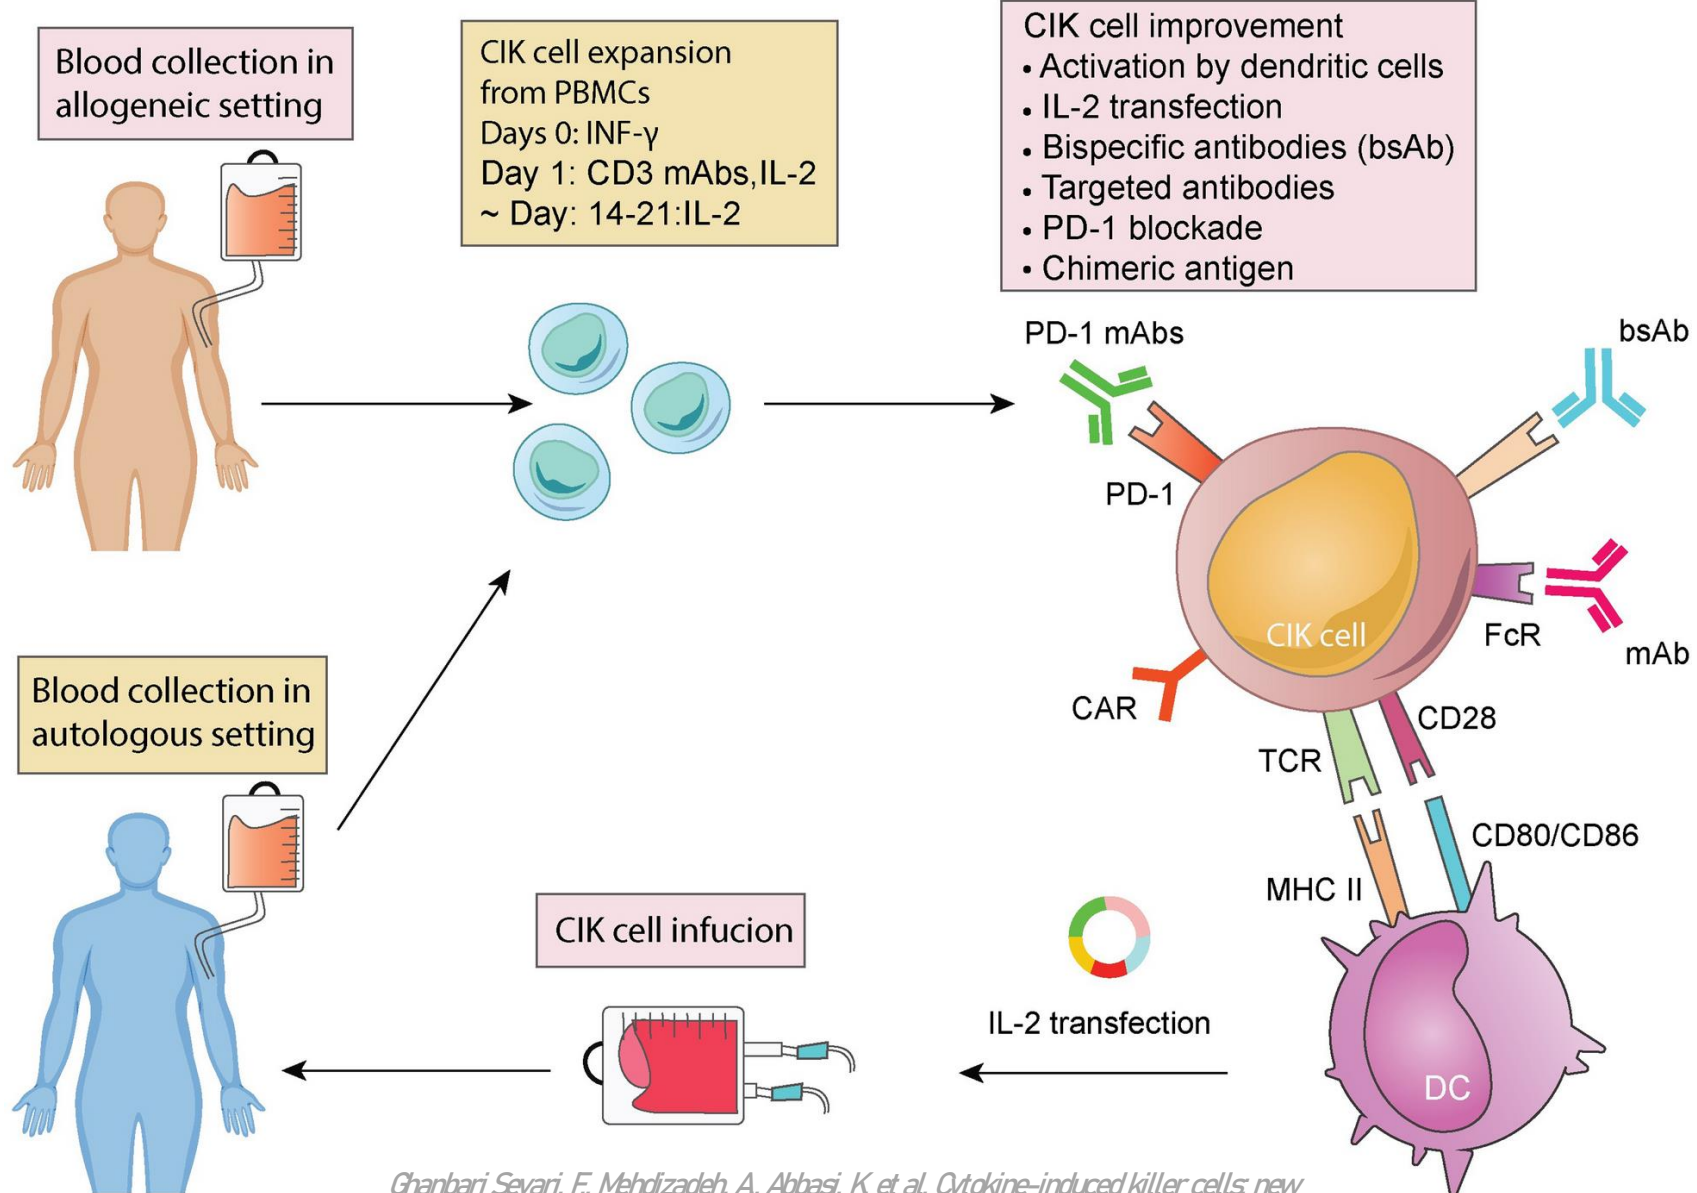 Blood collection in
allogeneic setting
CIK cell expansion
from PBMCs
Days 0: INF-γ
Day 1: CD3 mAbs,IL-2
~ Day: 14-21:IL-2
CIK cell improvement
• Activation by dendritic cells
• IL-2 transfection
• Bispecific antibodies (bsAb)
• Targeted antibodies
• PD-1 blockade
• Chimeric antigen
PD-1 mAbs
bsAb
PD-1
CIK cell
FcR
mAb
CAR
CD28
TCR
CD80/CD86
MHC II
Blood collection in
autologous setting
CIK cell infucion
IL-2 transfection
DC
Ghanbari Sevari, F., Mehdizadeh, A., Abbasi, K. et al. Cytokine-induced killer cells: new